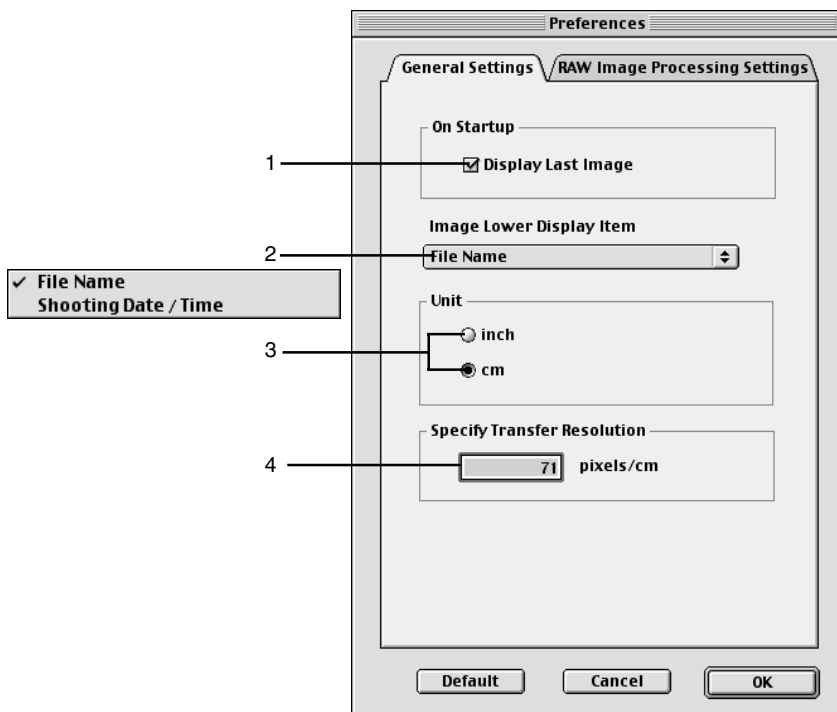 Preferences
General Settings
RAW Image Processing Settings
On Startup
1
Display Last Image
Image Lower Display Item
2
File Name
✓ File Name
Shooting Date / Time
Unit
inch
3
cm
Specify Transfer Resolution
4
71 pixels/cm
Default
Cancel
OK